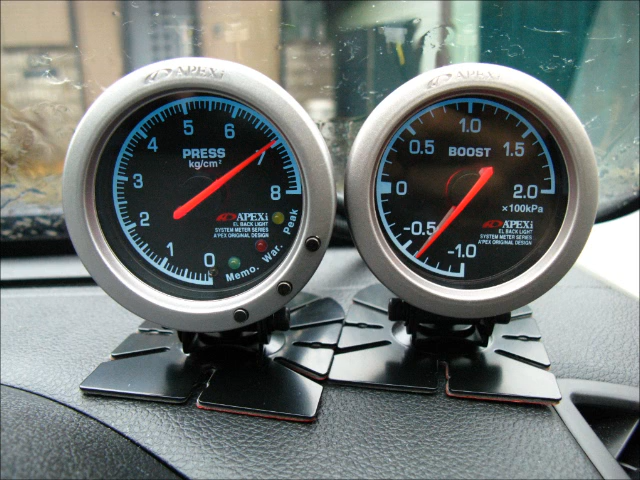 APEXi
5
6
4
7
3
8
2
1
0
PRESS
kg/cm²
APEXi
EL BACK LIGHT
SYSTEM METER SERIES
A'PEX ORIGINAL DESIGN
Memo. War. Peak
APEXi
1.0
0.5
1.5
0
2.0
-0.5
-1.0
BOOST
×100kPa
APEXi
EL BACK LIGHT
SYSTEM METER SERIES
A'PEX ORIGINAL DESIGN